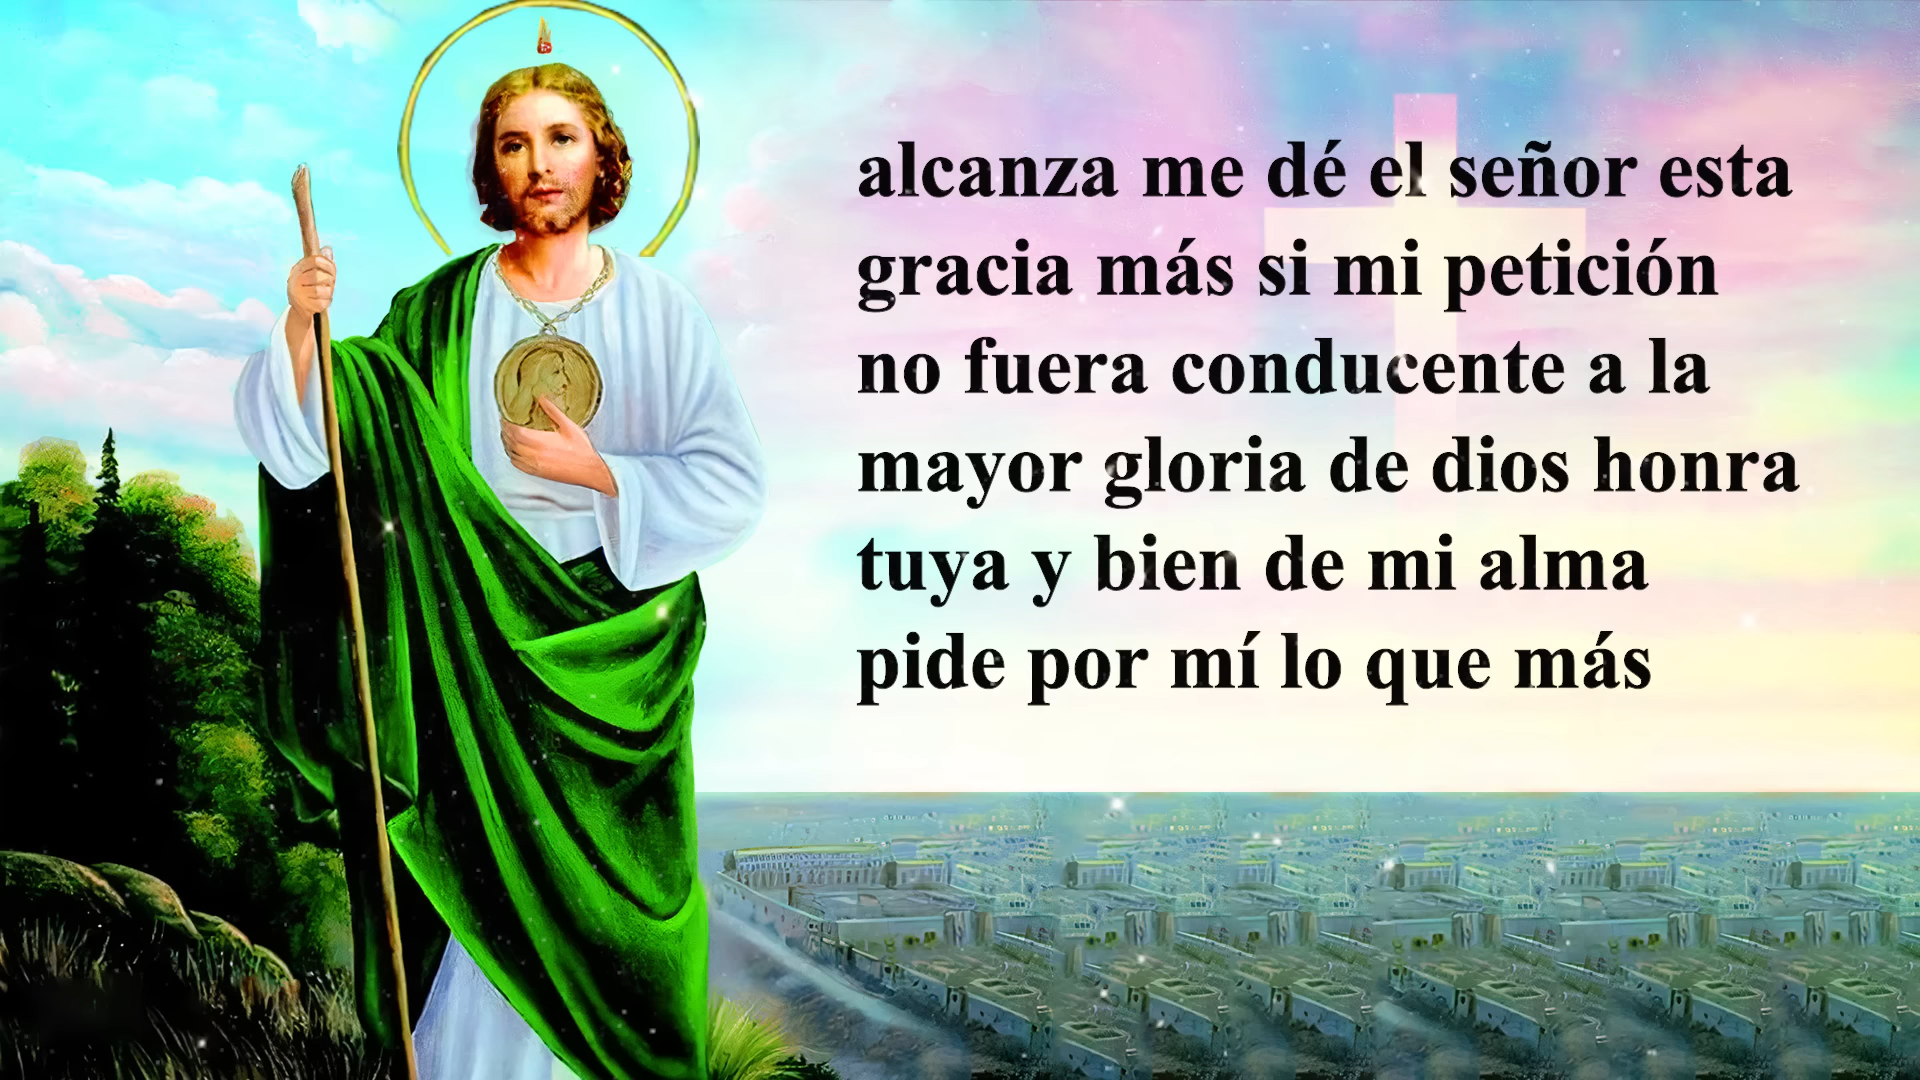 alcanza me dé el señor esta
gracia más si mi petición
no fuera conducente a la
mayor gloria de dios honra
tuya y bien de mi alma
pide por mí lo que más